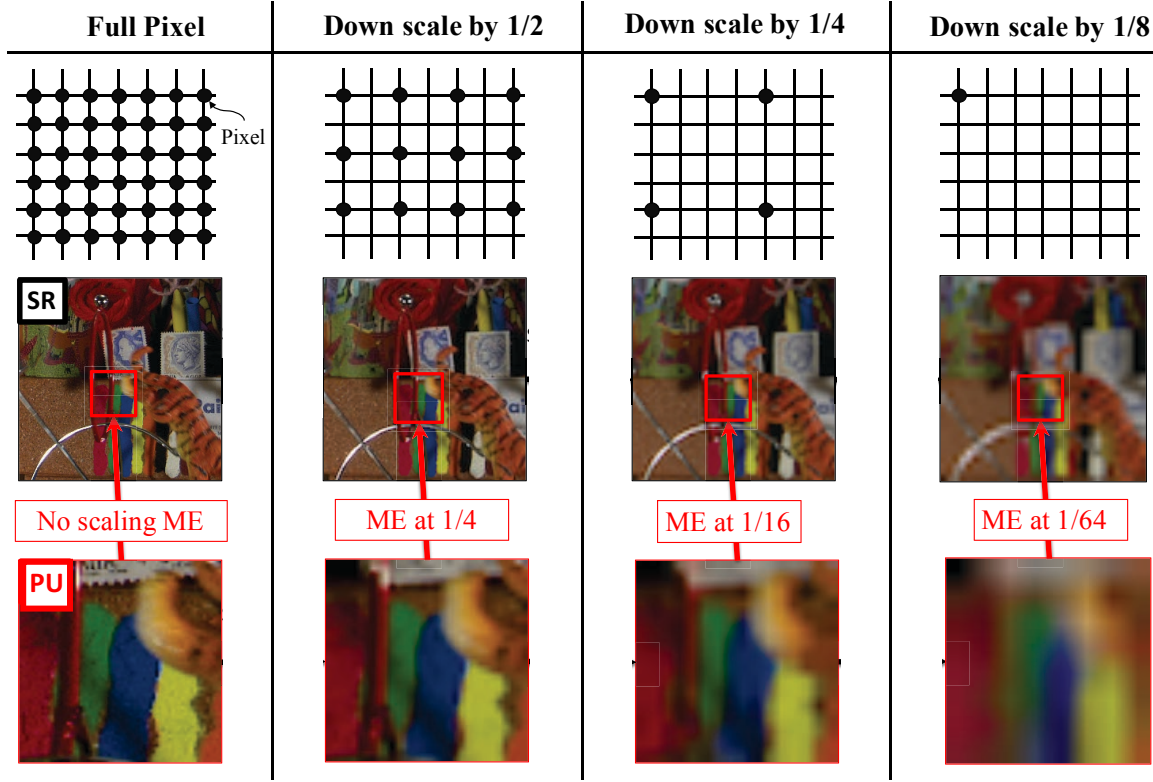 Full Pixel
Down scale by 1/2
Down scale by 1/4
Down scale by 1/8
Pixel
SR
No scaling ME
ME at 1/4
ME at 1/16
ME at 1/64
PU